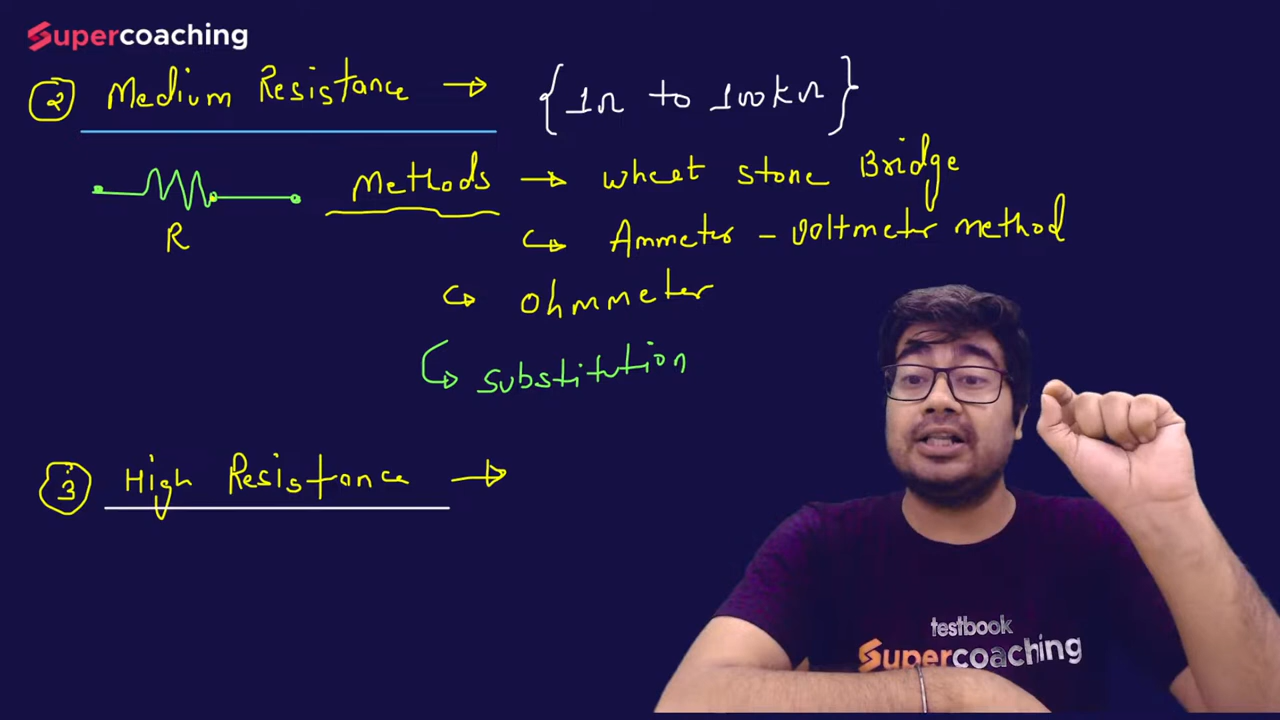 Supercoaching
2 Medium Resistance → {1Ω to 100kΩ}
Methods → wheat stone Bridge
↳ Ammeter - voltmeter method
R
↳ ohmmeter
↳ substitution
3 High Resistance →
testbook
Supercoaching